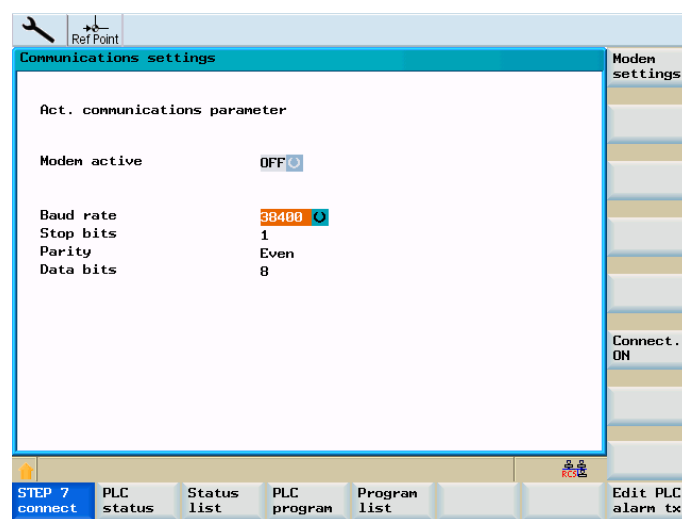 Ref Point
Communications settings
Modem settings
Act. communications parameter
Modem active OFF
Baud rate 38400
Stop bits 1
Parity Even
Data bits 8
Connect. ON
RCS
STEP 7 connect
PLC status
Status list
PLC program
Program list
Edit PLC alarm tx